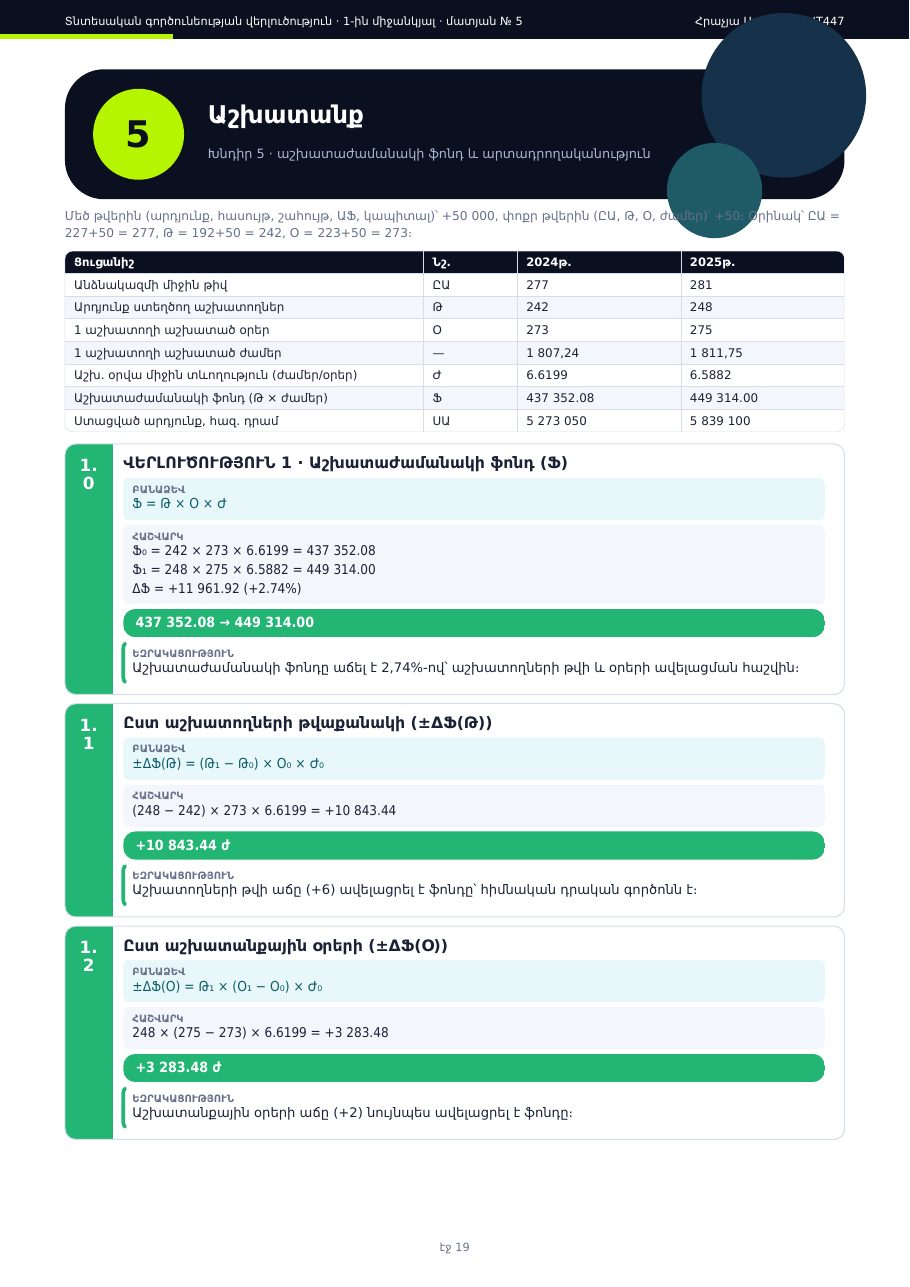 Տնտեսական գործունեության վերլուծություն · 1-ին միջանկյալ · մատյան № 5
Հրաչյա
5
Աշխատանք
Խնդիր 5 · աշխատաժամանակի ֆոնդ և արտադրողականություն
Մեծ թվերին (արդյունք, հասույթ, շահույթ, ԱՖ, կապիտալ)՝ +50 000, փոքր թվերին (ԸԱ, Թ, Օ, ժամեր)՝ +50։ Օրինակ՝ ԸԱ =
227+50 = 277, Թ = 192+50 = 242, Օ = 223+50 = 273։
Ցուցանիշ Նշ. 2024թ. 2025թ.
Անձնակազմի միջին թիվ ԸԱ 277 281
Արդյունք ստեղծող աշխատողներ Թ 242 248
1 աշխատողի աշխատած օրեր Օ 273 275
1 աշխատողի աշխատած ժամեր — 1 807,24 1 811,75
Աշխ. օրվա միջին տևողություն (ժամեր/օրեր) Ժ 6.6199 6.5882
Աշխատաժամանակի ֆոնդ (Թ × ժամեր) Ֆ 437 352.08 449 314.00
Ստացված արդյունք, հազ. դրամ ՍԱ 5 273 050 5 839 100
1.
0
ՎԵՐԼՈՒԾՈՒԹՅՈՒՆ 1 · Աշխատաժամանակի ֆոնդ (Ֆ)
ԲԱՆԱՁԵՎ
Ֆ = Թ × Օ × Ժ
ՀԱՇՎԱՐԿ
Ֆ₀ = 242 × 273 × 6.6199 = 437 352.08
Ֆ₁ = 248 × 275 × 6.5882 = 449 314.00
ΔՖ = +11 961.92 (+2.74%)
437 352.08 → 449 314.00
ԵԶՐԱԿԱՑՈՒԹՅՈՒՆ
Աշխատաժամանակի ֆոնդը աճել է 2,74%-ով՝ աշխատողների թվի և օրերի ավելացման հաշվին։
1.
1
Ըստ աշխատողների թվաքանակի (±ΔՖ(Թ))
ԲԱՆԱՁԵՎ
±ΔՖ(Թ) = (Թ₁ − Թ₀) × Օ₀ × Ժ₀
ՀԱՇՎԱՐԿ
(248 − 242) × 273 × 6.6199 = +10 843.44
+10 843.44 ժ
ԵԶՐԱԿԱՑՈՒԹՅՈՒՆ
Աշխատողների թվի աճը (+6) ավելացրել է ֆոնդը՝ հիմնական դրական գործոնն է։
1.
2
Ըստ աշխատանքային օրերի (±ΔՖ(Օ))
ԲԱՆԱՁԵՎ
±ΔՖ(Օ) = Թ₁ × (Օ₁ − Օ₀) × Ժ₀
ՀԱՇՎԱՐԿ
248 × (275 − 273) × 6.6199 = +3 283.48
+3 283.48 ժ
ԵԶՐԱԿԱՑՈՒԹՅՈՒՆ
Աշխատանքային օրերի աճը (+2) նույնպես ավելացրել է ֆոնդը։
էջ 19